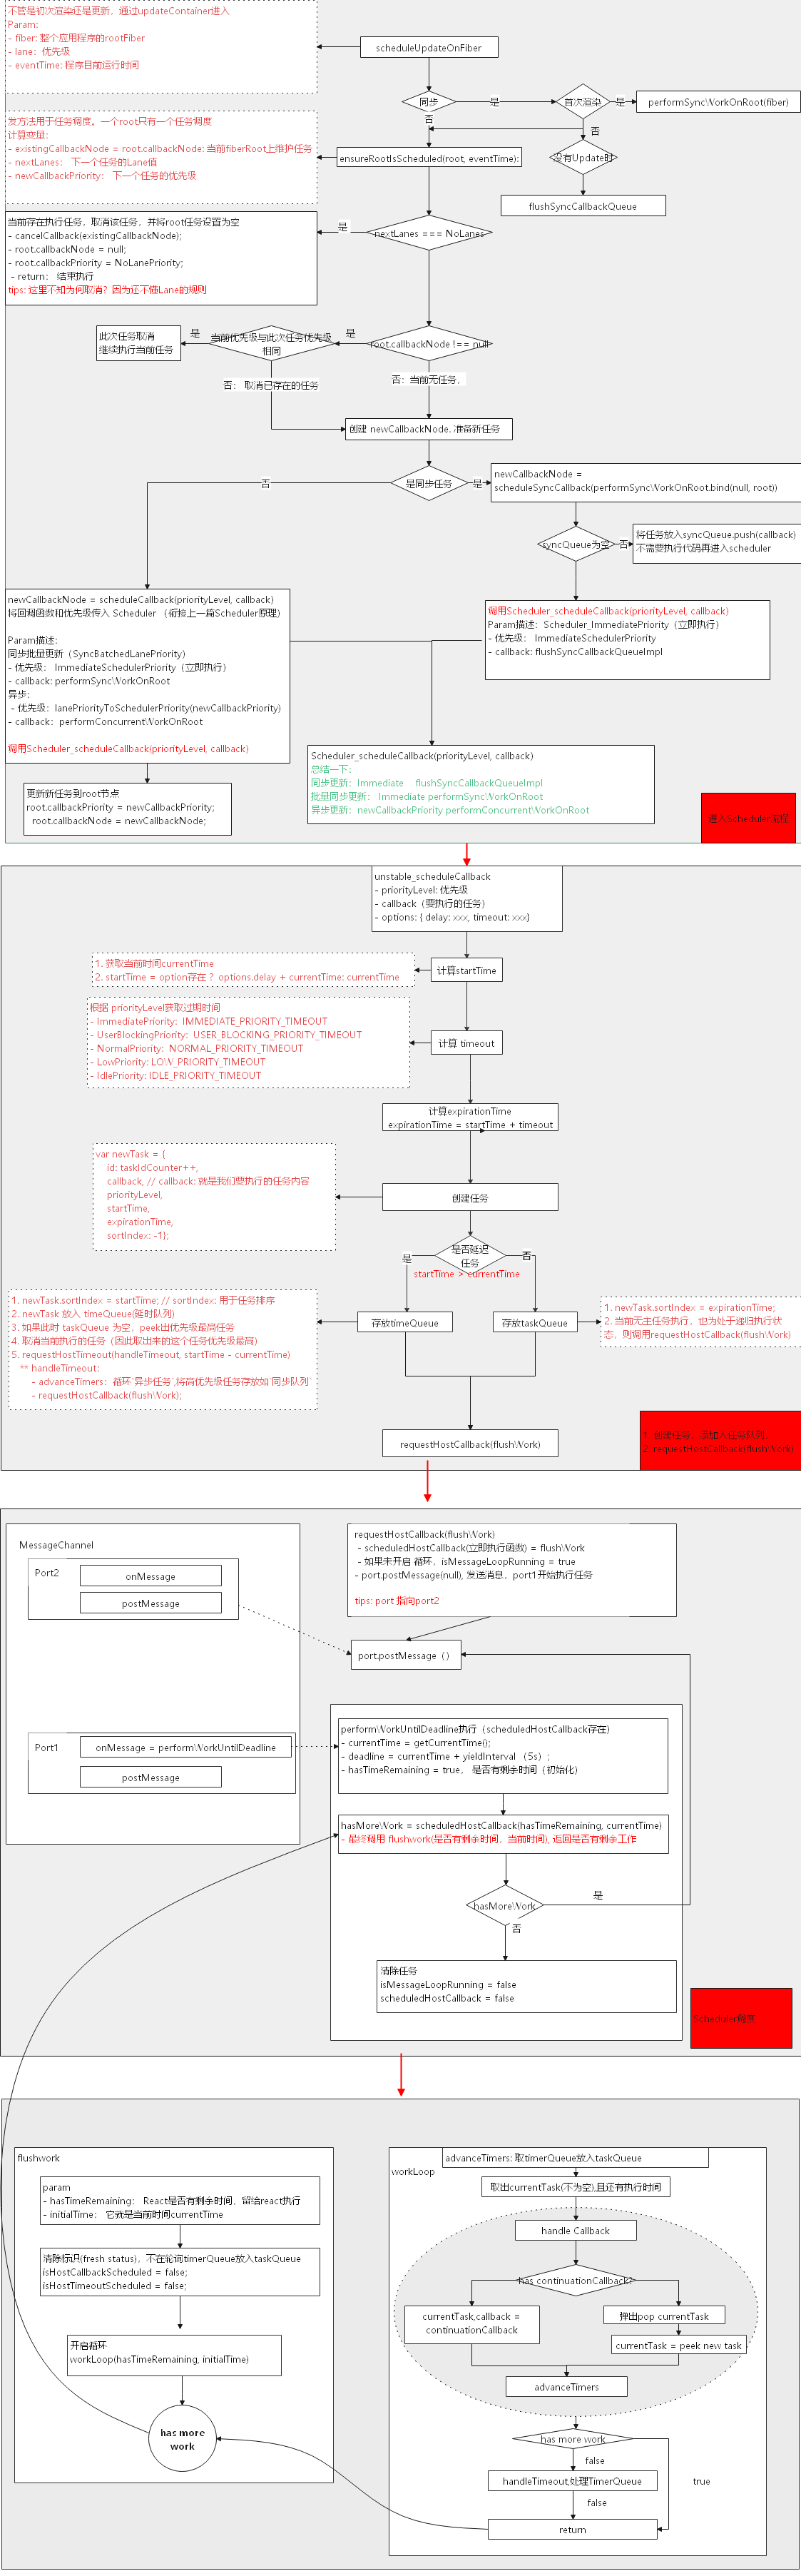 不管是初次渲染还是更新，通过updateContainer进入
Param:
- fiber: 整个应用程序的rootFiber
- lane: 优先级
- eventTime: 程序目前运行时间
scheduleUpdateOnFiber
同步
是
首次渲染
是
performSyncWorkOnRoot(fiber)
否
否
没有Update时
flushSyncCallbackQueue
发方法用于任务调度。一个root只有一个任务调度
计算变量:
- existingCallbackNode = root.callbackNode: 当前fiberRoot上维护任务
- nextLanes: 下一个任务的Lane值
- newCallbackPriority: 下一个任务的优先级
ensureRootIsScheduled(root, eventTime):
当前存在执行任务，取消该任务，并将root任务设置为空
- cancelCallback(existingCallbackNode);
- root.callbackNode = null;
- root.callbackPriority = NoLanePriority;
- return: 结束执行
tips: 这里不知为何取消？因为还不懂Lane的规则
是
nextLanes === NoLanes
此次任务取消
继续执行当前任务
是
当前优先级与此次任务优先级
相同
是
root.callbackNode !== null
否: 取消已存在的任务
否: 当前无任务,
创建 newCallbackNode, 准备新任务
否
是同步任务
是
newCallbackNode =
scheduleSyncCallback(performSyncWorkOnRoot.bind(null, root))
syncQueue为空
否
将任务放入syncQueue.push(callback)
不需要执行代码再进入scheduler
newCallbackNode = scheduleCallback(priorityLevel, callback)
将回调函数和优先级传入 Scheduler （衔接上一篇Scheduler原理）
Param描述:
同步批量更新（SyncBatchedLanePriority）
- 优先级: ImmediateSchedulerPriority（立即执行）
- callback: performSyncWorkOnRoot
异步:
- 优先级: lanePriorityToSchedulerPriority(newCallbackPriority)
- callback: performConcurrentWorkOnRoot
调用Scheduler_scheduleCallback(priorityLevel, callback)
调用Scheduler_scheduleCallback(priorityLevel, callback)
Param描述: Scheduler_ImmediatePriority（立即执行）
- 优先级: ImmediateSchedulerPriority
- callback: flushSyncCallbackQueueImpl
更新新任务到root节点
root.callbackPriority = newCallbackPriority;
root.callbackNode = newCallbackNode;
Scheduler_scheduleCallback(priorityLevel, callback)
总结一下:
同步更新: Immediate flushSyncCallbackQueueImpl
批量同步更新: Immediate performSyncWorkOnRoot
异步更新: newCallbackPriority performConcurrentWorkOnRoot
进入Scheduler流程
unstable_scheduleCallback
- priorityLevel: 优先级
- callback（要执行的任务）
- options: { delay: xxx, timeout: xxx}
1. 获取当前时间currentTime
2. startTime = option存在 ? options.delay + currentTime: currentTime
计算startTime
根据 priorityLevel获取过期时间
- ImmediatePriority: IMMEDIATE_PRIORITY_TIMEOUT
- UserBlockingPriority: USER_BLOCKING_PRIORITY_TIMEOUT
- NormalPriority: NORMAL_PRIORITY_TIMEOUT
- LowPriority: LOW_PRIORITY_TIMEOUT
- IdlePriority: IDLE_PRIORITY_TIMEOUT
计算 timeout
计算expirationTime
expirationTime = startTime + timeout
var newTask = {
id: taskIdCounter++,
callback, // callback: 就是我们要执行的任务内容
priorityLevel,
startTime,
expirationTime,
sortIndex: -1};
创建任务
是否延迟
任务
是
否
startTime > currentTime
1. newTask.sortIndex = startTime; // sortIndex: 用于任务排序
2. newTask 放入 timeQueue(延时队列)
3. 如果此时 taskQueue 为空，peek出优先级最高任务
4. 取消当前执行的任务（因此取出来的这个任务优先级最高）
5. requestHostTimeout(handleTimeout, startTime - currentTime)
** handleTimeout:
- advanceTimers: 循环`异步任务`,将高优先级任务存放如`同步队列`
- requestHostCallback(flushWork);
存放timeQueue
存放taskQueue
1. newTask.sortIndex = expirationTime;
2. 当前无主任务执行，也为处于递归执行状
态，则调用requestHostCallback(flushWork)
requestHostCallback(flushWork)
1. 创建任务，添加入任务队列，
2. requestHostCallback(flushWork)
MessageChannel
Port2
onMessage
postMessage
requestHostCallback(flushWork)
- scheduledHostCallback(立即执行函数) = flushWork
- 如果未开启 循环，isMessageLoopRunning = true
- port.postMessage(null), 发送消息，port1开始执行任务
tips: port 指向port2
port.postMessage（）
Port1
onMessage = performWorkUntilDeadline
postMessage
performWorkUntilDeadline执行（scheduledHostCallback存在）
- currentTime = getCurrentTime();
- deadline = currentTime + yieldInterval （5s）;
- hasTimeRemaining = true, 是否有剩余时间（初始化）
hasMoreWork = scheduledHostCallback(hasTimeRemaining, currentTime)
- 最终调用 flushwork(是否有剩余时间，当前时间), 返回是否有剩余工作
hasMoreWork
是
否
清除任务
isMessageLoopRunning = false
scheduledHostCallback = false
Scheduler调度
flushwork
param
- hasTimeRemaining: React是否有剩余时间，留给react执行
- initialTime: 它就是当前时间currentTime
清除标识(fresh status)，不在轮询timerQueue放入taskQueue
isHostCallbackScheduled = false;
isHostTimeoutScheduled = false;
开启循环
workLoop(hasTimeRemaining, initialTime)
has more
work
workLoop
advanceTimers: 取timerQueue放入taskQueue
取出currentTask(不为空),且还有执行时间
handle Callback
has continuationCallback?
currentTask,callback =
continuationCallback
弹出pop currentTask
currentTask = peek new task
advanceTimers
has more work
false
handleTimeout,处理TimerQueue
true
false
return